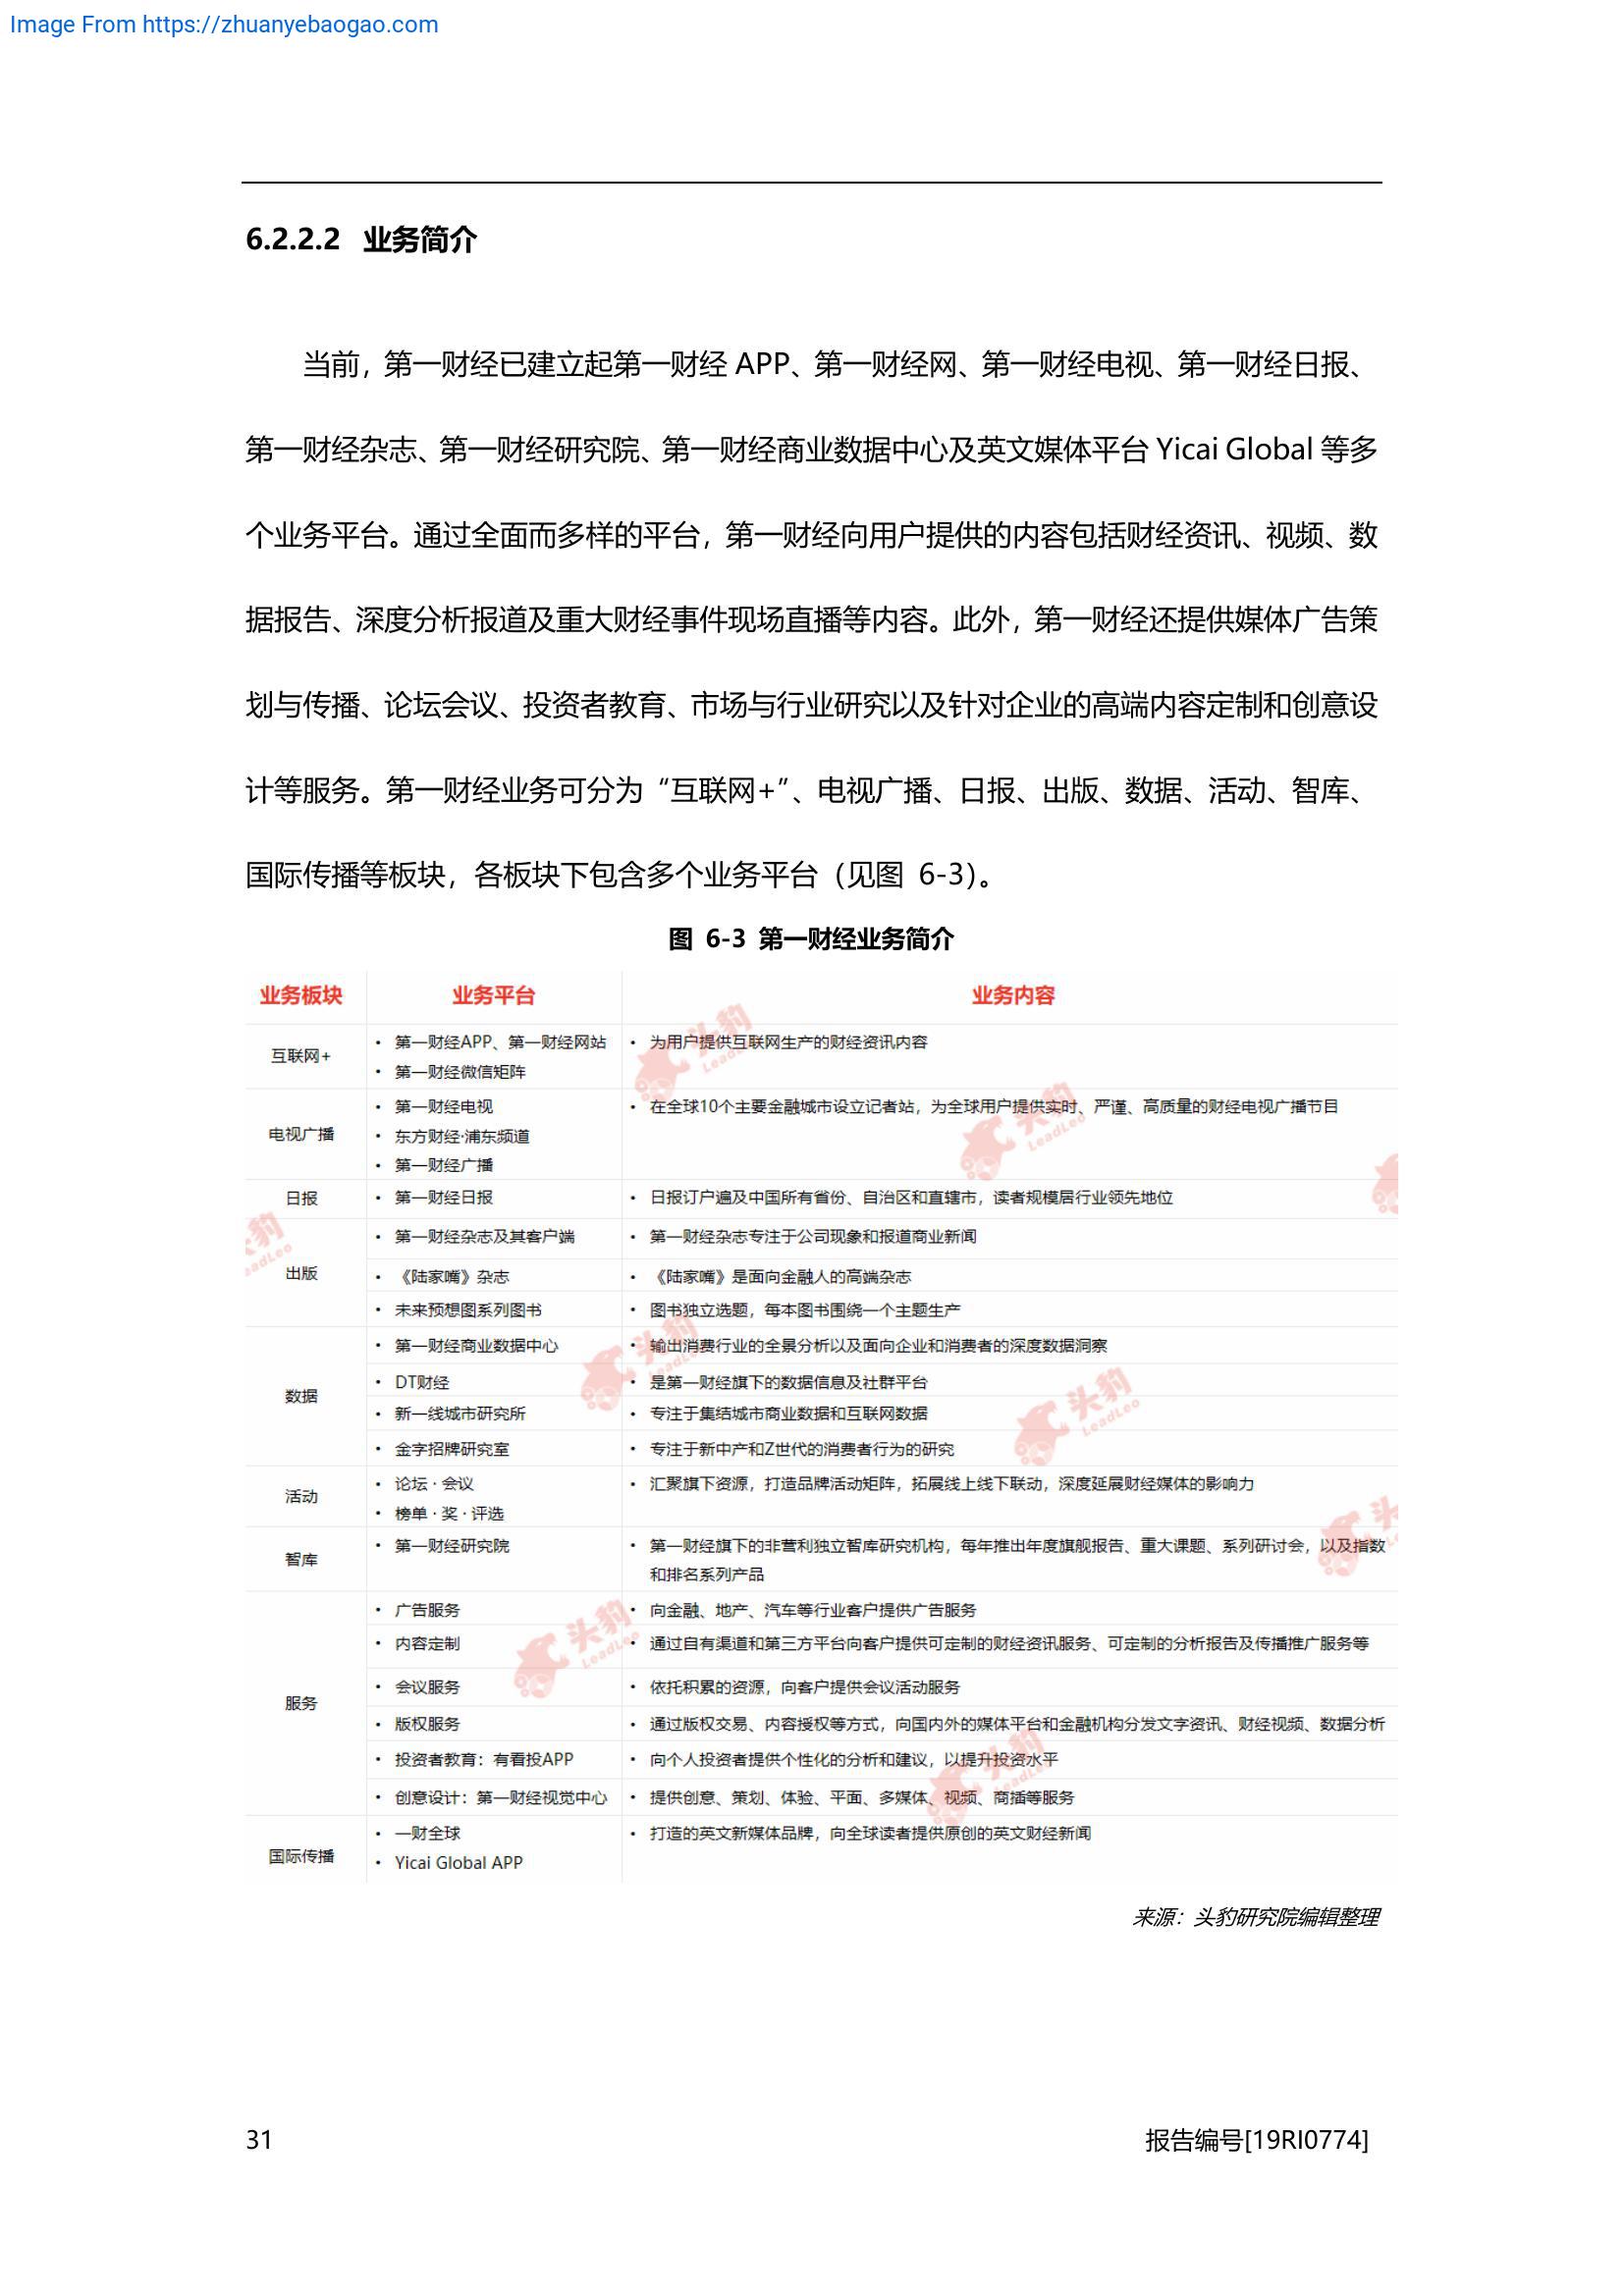 Image From https://zhuanyebaogao.com
6.2.2.2 业务简介
当前，第一财经已建立起第一财经 APP、第一财经网、第一财经电视、第一财经日报、
第一财经杂志、第一财经研究院、第一财经商业数据中心及英文媒体平台 Yicai Global 等多
个业务平台。通过全面而多样的平台，第一财经向用户提供的内容包括财经资讯、视频、数
据报告、深度分析报道及重大财经事件现场直播等内容。此外，第一财经还提供媒体广告策
划与传播、论坛会议、投资者教育、市场与行业研究以及针对企业的高端内容定制和创意设
计等服务。第一财经业务可分为“互联网+”、电视广播、日报、出版、数据、活动、智库、
国际传播等板块，各板块下包含多个业务平台（见图 6-3）。
图 6-3 第一财经业务简介
业务板块 业务平台 业务内容
互联网+
• 第一财经APP、第一财经网站
• 第一财经微信矩阵
• 为用户提供互联网生产的财经资讯内容
电视广播
• 第一财经电视
• 东方财经·浦东频道
• 第一财经广播
• 在全球10个主要金融城市设立记者站，为全球用户提供实时、严谨、高质量的财经电视广播节目
日报
• 第一财经日报
• 日报订户遍及中国所有省份、自治区和直辖市，读者规模居行业领先地位
出版
• 第一财经杂志及其客户端
• 第一财经杂志专注于公司现象和报道商业新闻
• 《陆家嘴》杂志
• 《陆家嘴》是面向金融人的高端杂志
• 未来预想图系列图书
• 图书独立选题，每本图书围绕一个主题生产
数据
• 第一财经商业数据中心
• 输出消费行业的全景分析以及面向企业和消费者的深度数据洞察
• DT财经
• 是第一财经旗下的数据信息及社群平台
• 新一线城市研究所
• 专注于集结城市商业数据和互联网数据
• 金字招牌研究室
• 专注于新中产和Z世代的消费者行为的研究
活动
• 论坛 · 会议
• 榜单 · 奖 · 评选
• 汇聚旗下资源，打造品牌活动矩阵，拓展线上线下联动，深度延展财经媒体的影响力
智库
• 第一财经研究院
• 第一财经旗下的非营利独立智库研究机构，每年推出年度旗舰报告、重大课题、系列研讨会，以及指数
和排名系列产品
服务
• 广告服务
• 向金融、地产、汽车等行业客户提供广告服务
• 内容定制
• 通过自有渠道和第三方平台向客户提供可定制的财经资讯服务、可定制的分析报告及传播推广服务等
• 会议服务
• 依托积累的资源，向客户提供会议活动服务
• 版权服务
• 通过版权交易、内容授权等方式，向国内外的媒体平台和金融机构分发文字资讯、财经视频、数据分析
• 投资者教育：有看投APP
• 向个人投资者提供个性化的分析和建议，以提升投资水平
• 创意设计：第一财经视觉中心
• 提供创意、策划、体验、平面、多媒体、视频、商插等服务
国际传播
• 一财全球
• Yicai Global APP
• 打造的英文新媒体品牌，向全球读者提供原创的英文财经新闻
头豹
LeadLeo
来源：头豹研究院编辑整理
31
报告编号[19RI0774]